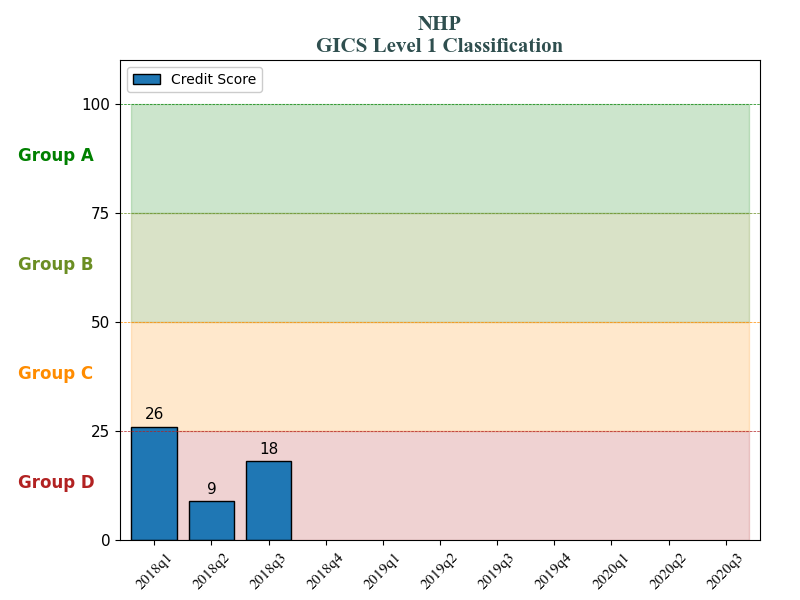 NHP
GICS Level 1 Classification
Credit Score
100
Group A
75
Group B
50
Group C
26
25
18
9
Group D
0
2018q1 2018q2 2018q3 2018q4 2019q1 2019q2 2019q3 2019q4 2020q1 2020q2 2020q3